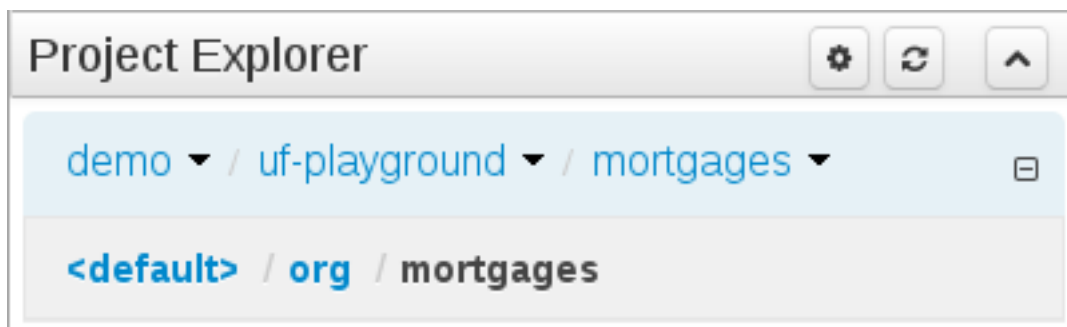 Project Explorer
demo / uf-playground / mortgages
<default> / org / mortgages